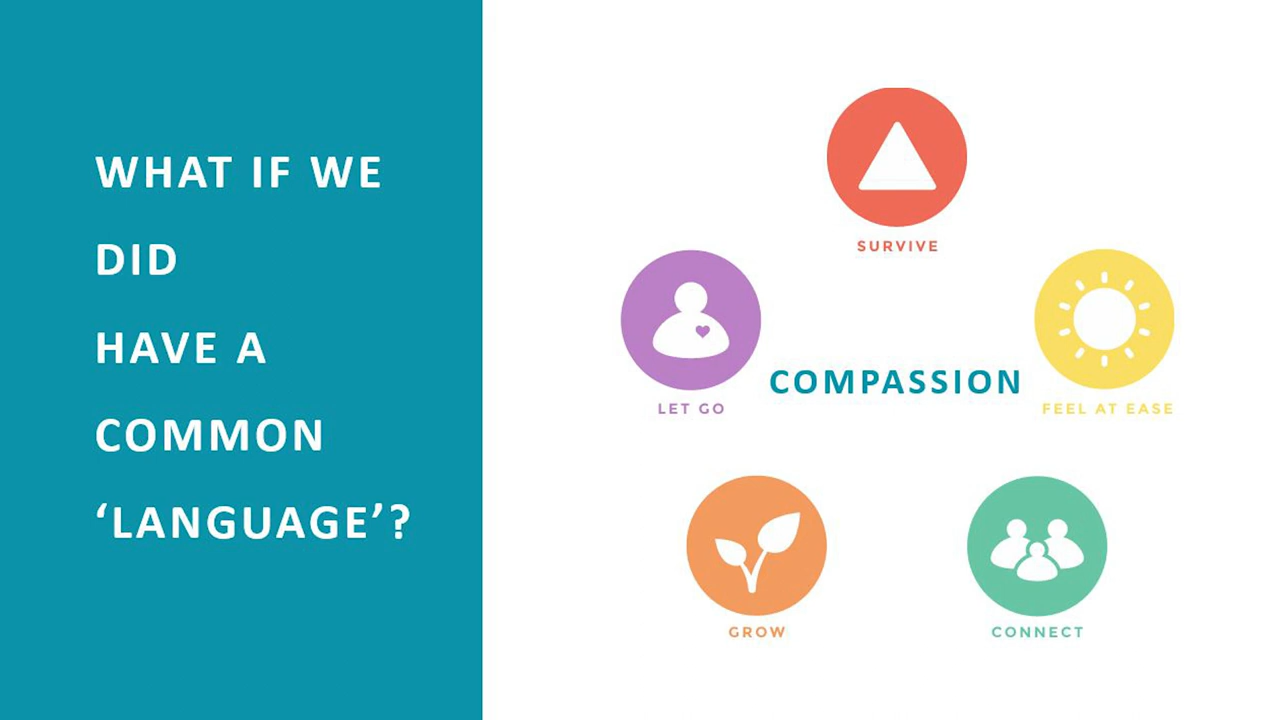 WHAT IF WE
DID
HAVE A
COMMON
‘LANGUAGE’?
SURVIVE
LET GO
COMPASSION
FEEL AT EASE
GROW
CONNECT